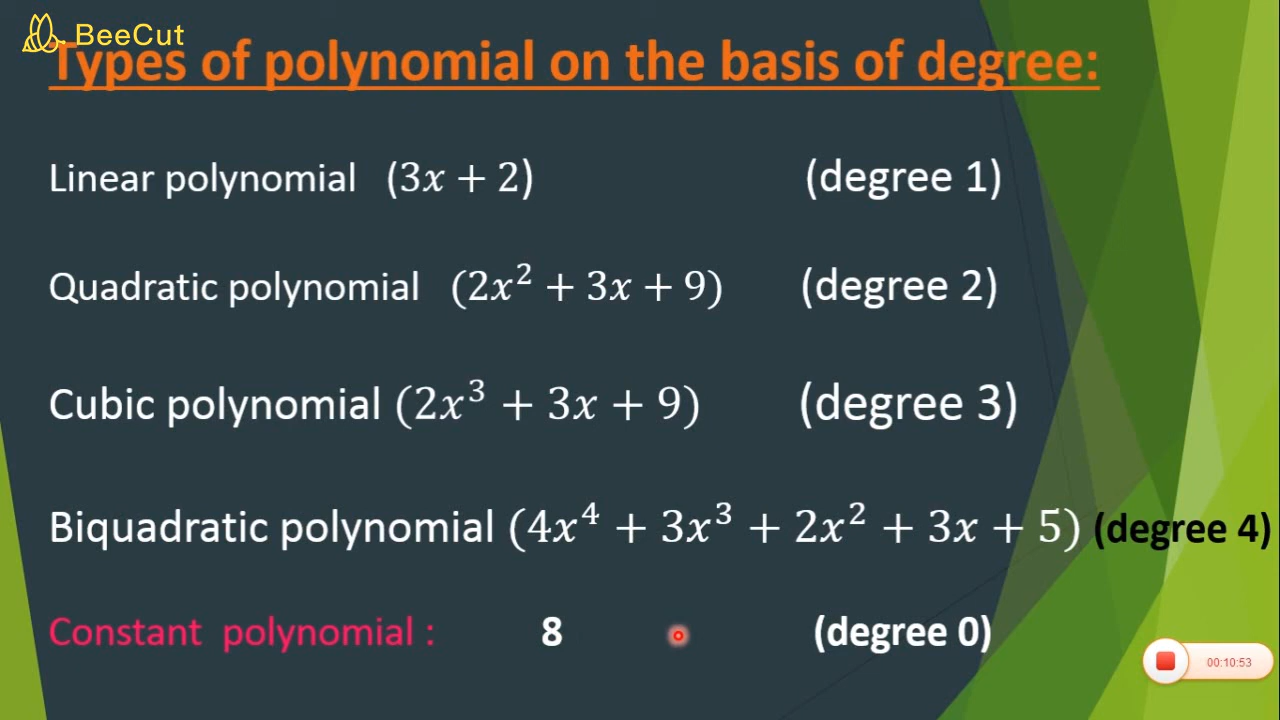 BeeCut
Types of polynomial on the basis of degree:
Linear polynomial (3x + 2) (degree 1)
Quadratic polynomial (2x² + 3x + 9) (degree 2)
Cubic polynomial (2x³ + 3x + 9) (degree 3)
Biquadratic polynomial (4x⁴ + 3x³ + 2x² + 3x + 5) (degree 4)
Constant polynomial : 8 (degree 0)
00:10:53